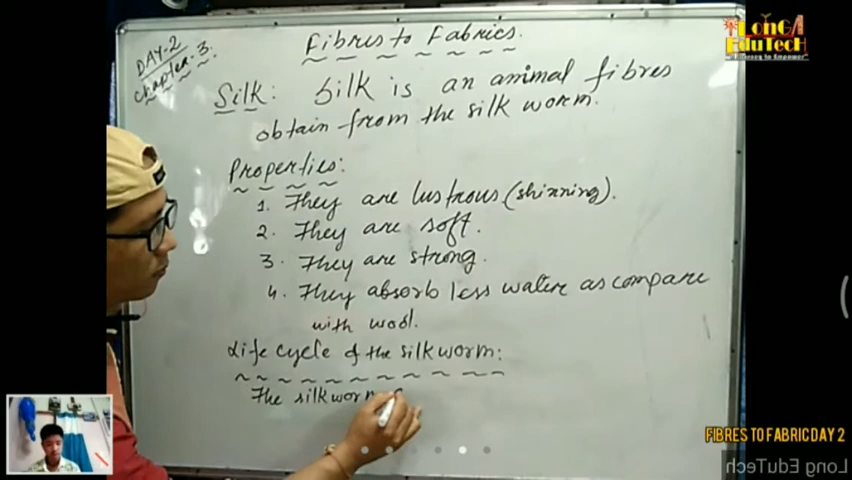 DAY-2
Chapter. 3.
Fibres to Fabrics.
LonGA
EduTecH
Silk: Silk is an animal fibres
obtain from the silk worm.
Properties:
1. They are lustrous (shinning).
2. They are soft.
3. They are strong.
4. They absorb less water as compare
with wool.
Life cycle of the silkworm:
The silkworm
FIBRES TO FABRIC DAY 2
Long EduTech